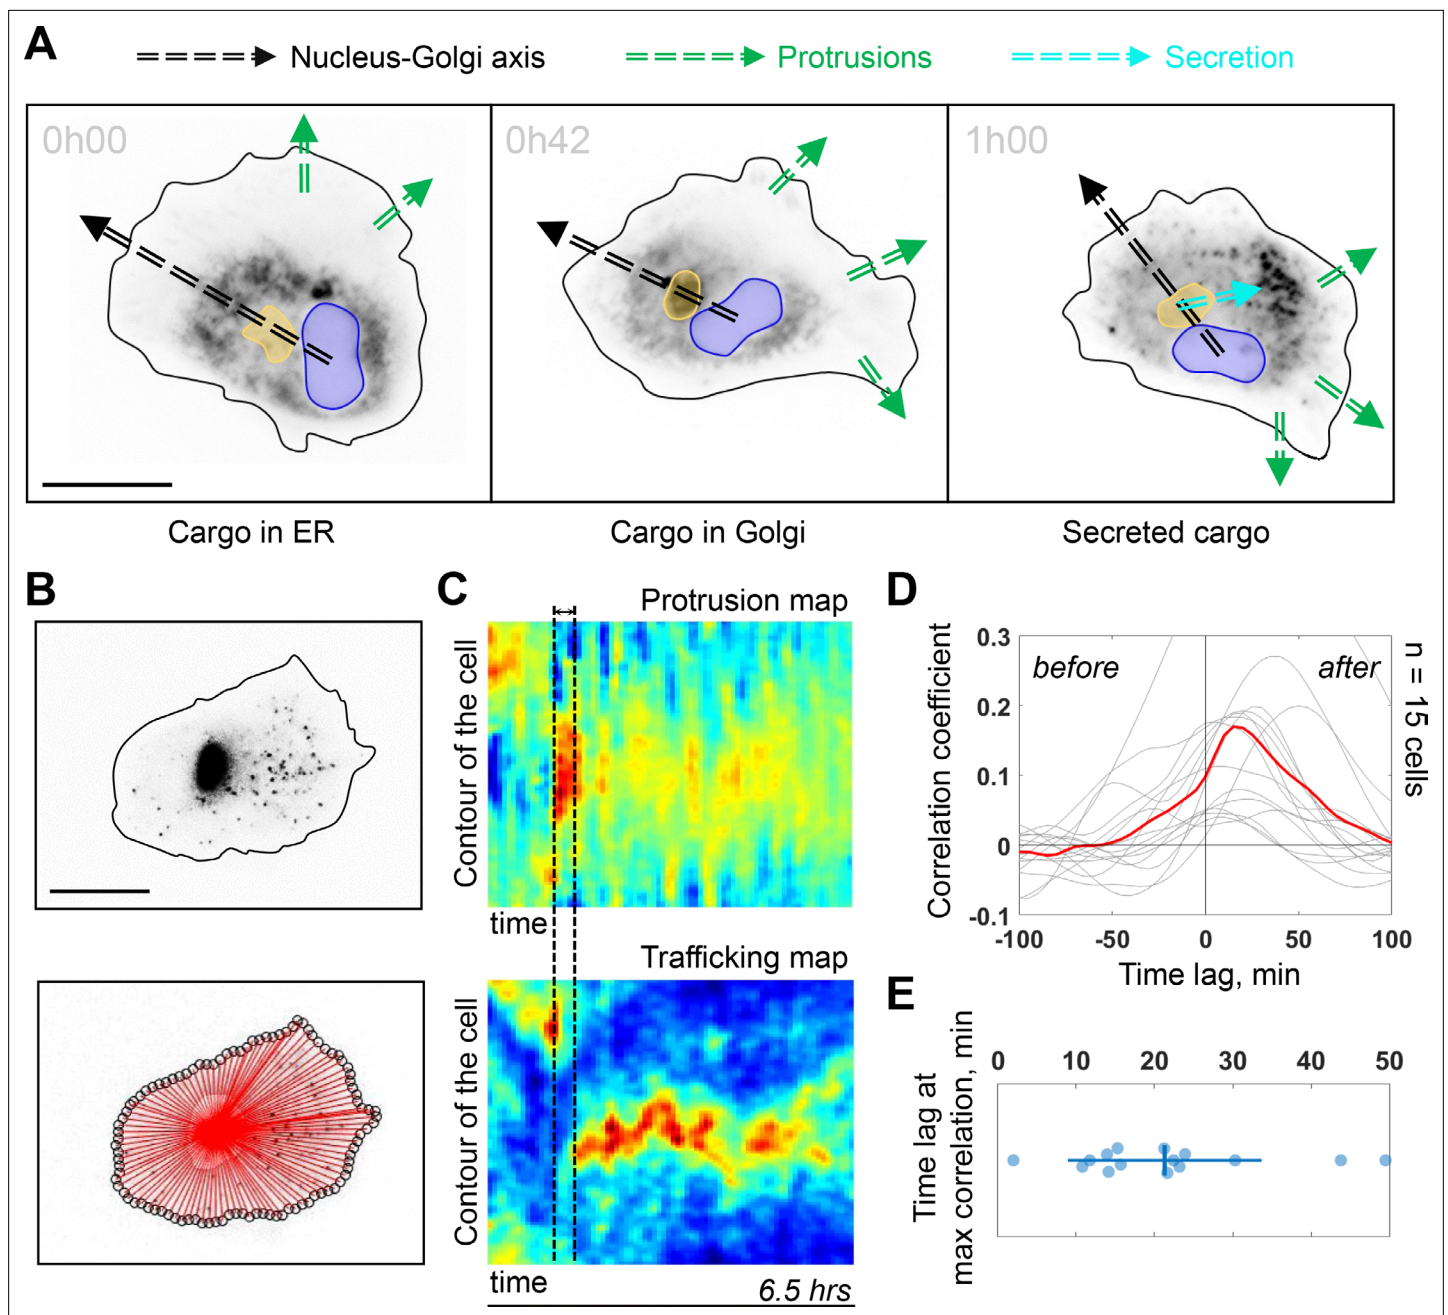 A
Nucleus-Golgi axis
Protrusions
Secretion
0h00
0h42
1h00
Cargo in ER
Cargo in Golgi
Secreted cargo
B
C
Protrusion map
Contour of the cell
time
Trafficking map
Contour of the cell
time
6.5 hrs
D
Correlation coefficient
0.3
0.2
0.1
0
-0.1
before
after
n = 15 cells
-100
-50
0
50
100
Time lag, min
E
Time lag at
max correlation, min
0
10
20
30
40
50